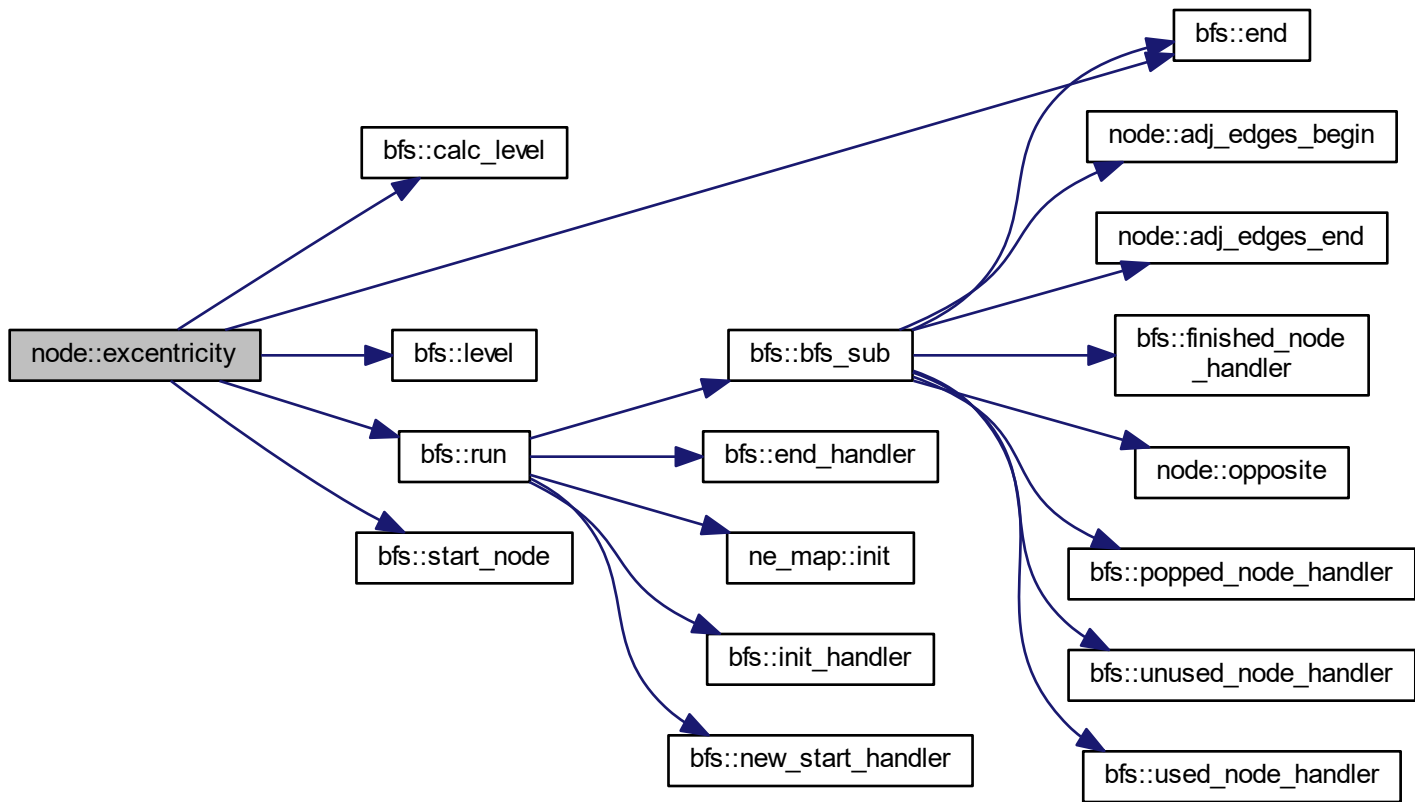 bfs::end
node::adj_edges_begin
bfs::calc_level
node::adj_edges_end
node::excentricity
bfs::level
bfs::bfs_sub
bfs::finished_node
_handler
bfs::run
bfs::end_handler
node::opposite
bfs::start_node
ne_map::init
bfs::popped_node_handler
bfs::init_handler
bfs::unused_node_handler
bfs::new_start_handler
bfs::used_node_handler